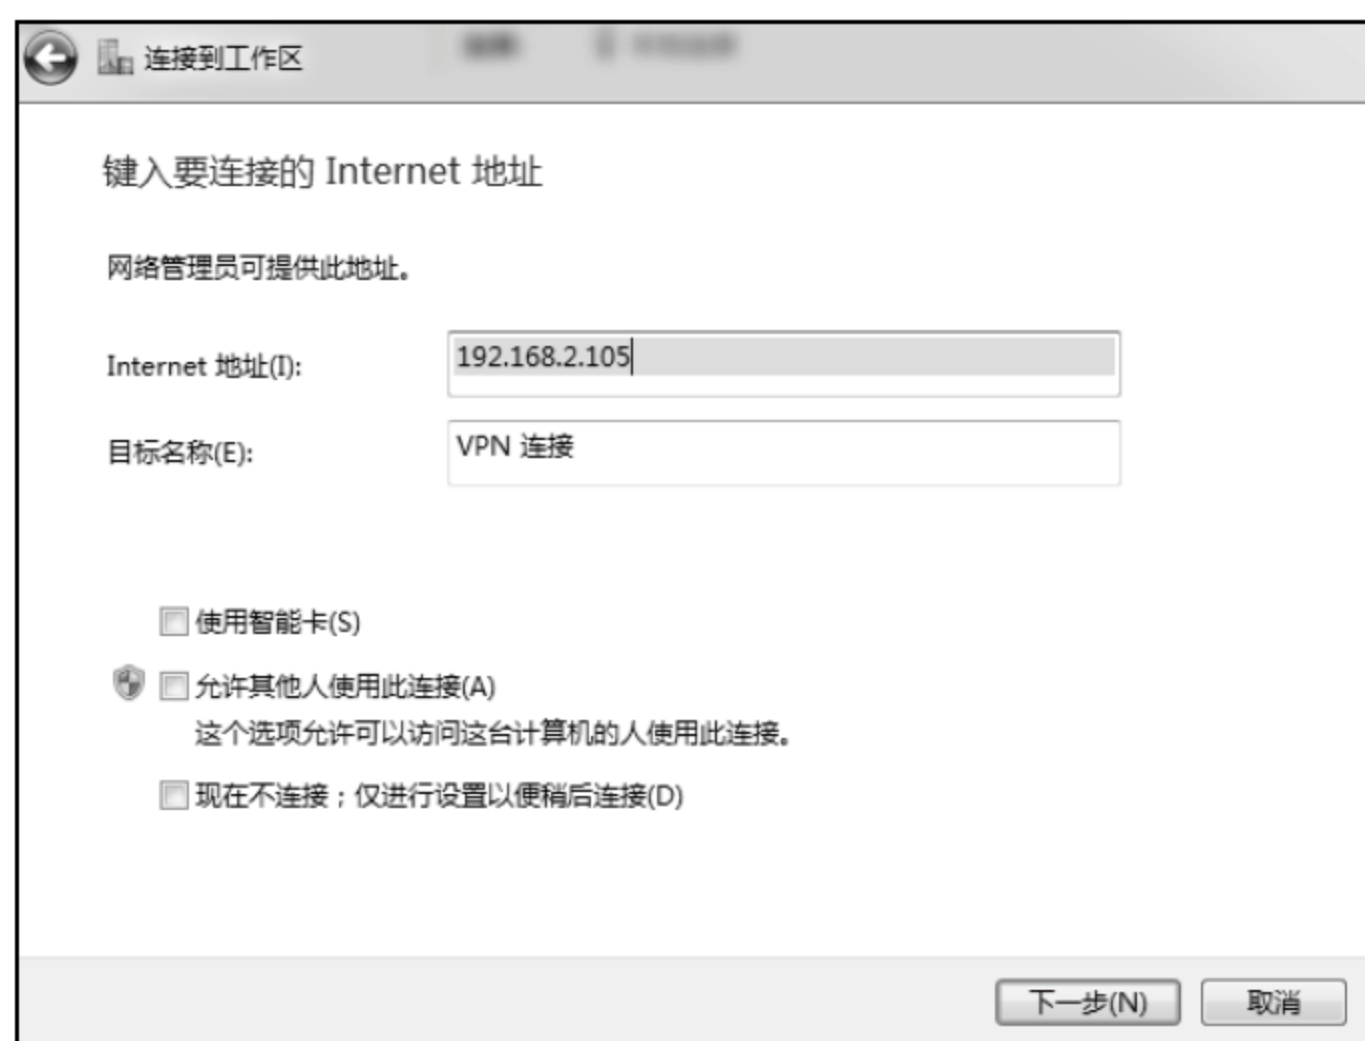 连接到工作区
键入要连接的 Internet 地址
网络管理员可提供此地址。
Internet 地址(I):
192.168.2.105
目标名称(E):
VPN 连接
使用智能卡(S)
允许其他人使用此连接(A)
这个选项允许可以访问这台计算机的人使用此连接。
现在不连接；仅进行设置以便稍后连接(D)
下一步(N)
取消